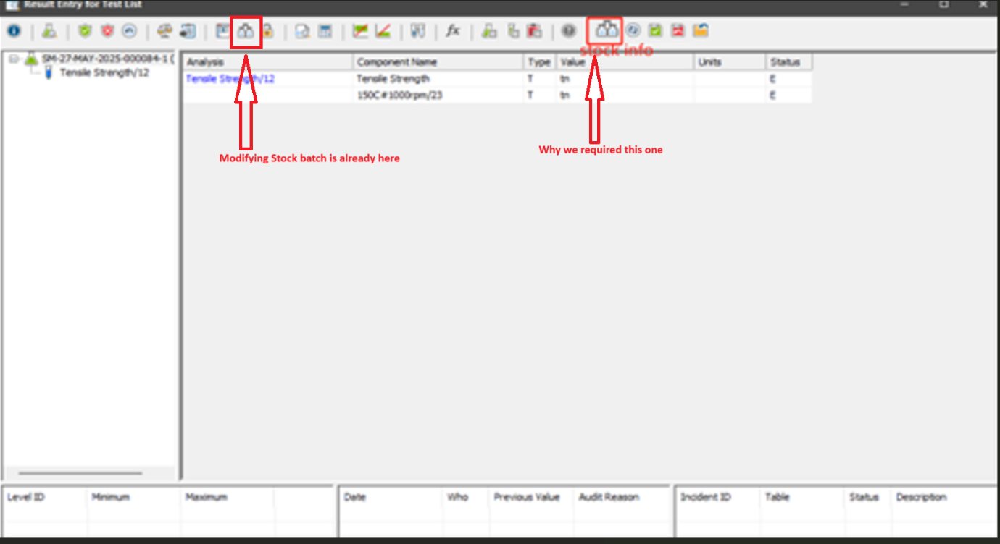 Result Entry for Test List
fx
stock info
SM-27-MAY-2025-000084-1 (
Tensile Strength/12
Analysis Component Name Type Value Units Status
Tensile Strength/12 Tensile Strength T tn E
150C#1000rpm/23 T tn E
Why we required this one
Modifying Stock batch is already here
Level ID Minimum Maximum Date Who Previous Value Audit Reason Incident ID Table Status Description